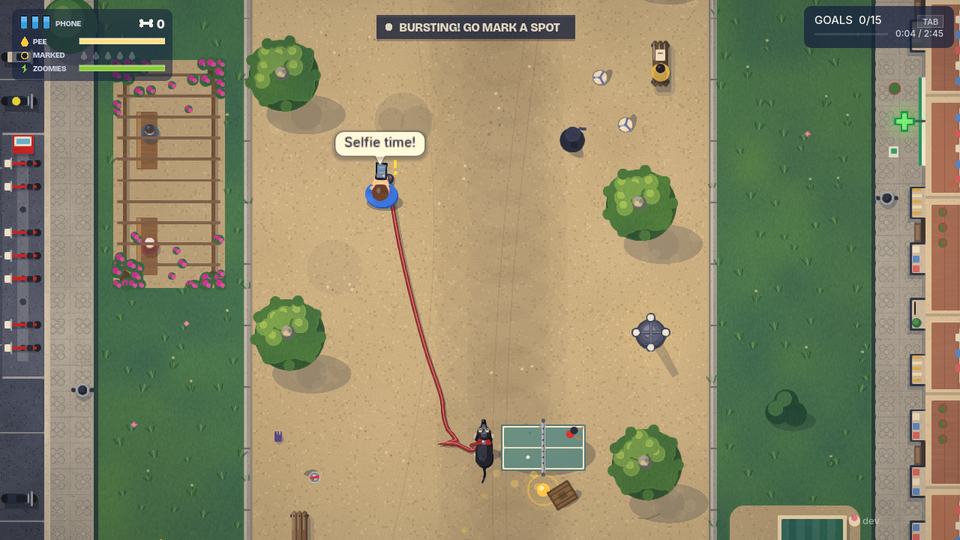 PHONE
0
PEE
MARKED
ZOOMIES
BURSTING! GO MARK A SPOT
GOALS 0/15
TAB
0:04 / 2:45
Selfie time!
dev